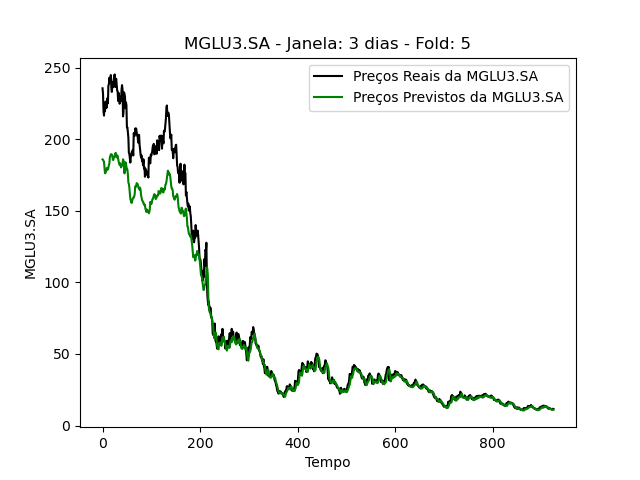 MGLU3.SA - Janela: 3 dias - Fold: 5
Preços Reais da MGLU3.SA
Preços Previstos da MGLU3.SA
250
200
150
100
50
0
MGLU3.SA
0 200 400 600 800
Tempo